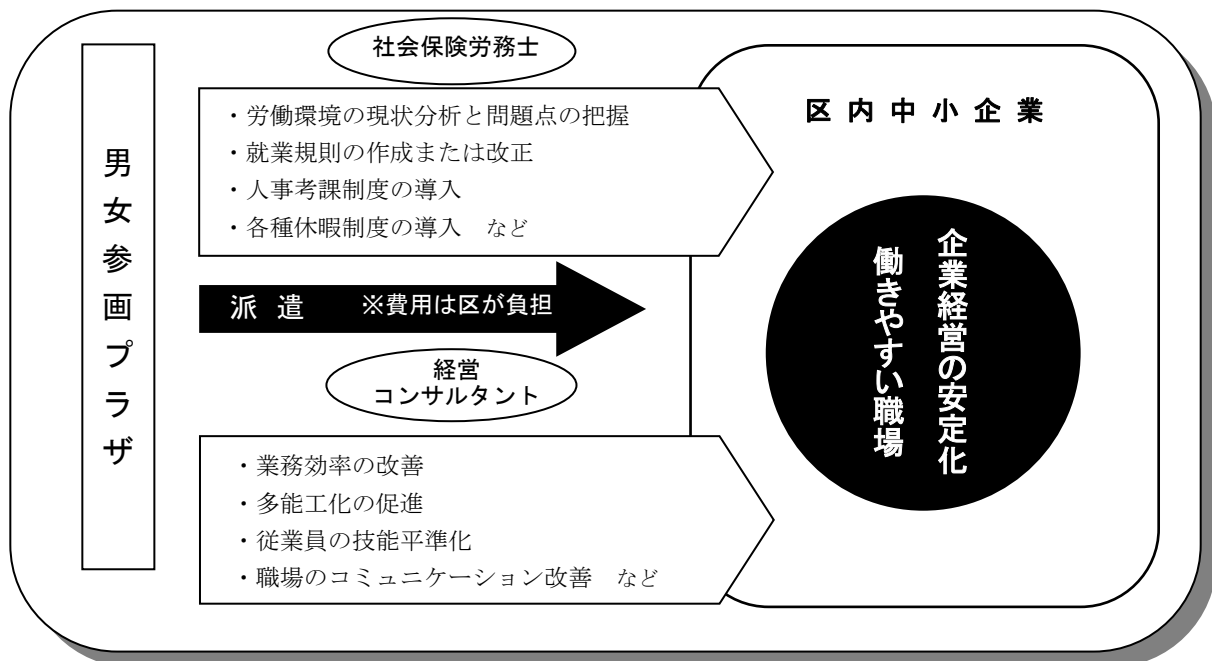 男女参画プラザ
社会保険労務士
・労働環境の現状分析と問題点の把握
・就業規則の作成または改正
・人事考課制度の導入
・各種休暇制度の導入　など
派 遣　※費用は区が負担
経営
コンサルタント
・業務効率の改善
・多能工化の促進
・従業員の技能平準化
・職場のコミュニケーション改善　など
区 内 中 小 企 業
企業経営の安定化
働きやすい職場